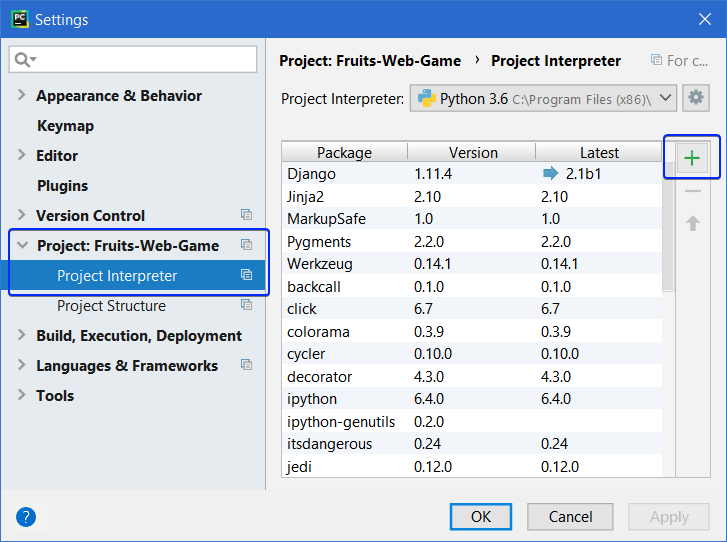 PC Settings
Project: Fruits-Web-Game › Project Interpreter For c...
Appearance & Behavior
Keymap
Editor
Plugins
Version Control
Project: Fruits-Web-Game
Project Interpreter
Project Structure
Build, Execution, Deployment
Languages & Frameworks
Tools
Project Interpreter: Python 3.6 C:\Program Files (x86)\
Package Version Latest
Django 1.11.4 2.1b1
Jinja2 2.10 2.10
MarkupSafe 1.0 1.0
Pygments 2.2.0 2.2.0
Werkzeug 0.14.1 0.14.1
backcall 0.1.0 0.1.0
click 6.7 6.7
colorama 0.3.9 0.3.9
cycler 0.10.0 0.10.0
decorator 4.3.0 4.3.0
ipython 6.4.0 6.4.0
ipython-genutils 0.2.0
itsdangerous 0.24 0.24
jedi 0.12.0 0.12.0
? OK Cancel Apply